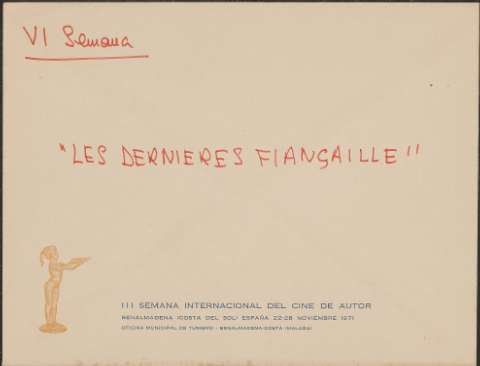 VI Semana
"LES DERNIERES FIANÇAILLE"
III SEMANA INTERNACIONAL DEL CINE DE AUTOR
BENALMADENA (COSTA DEL SOL) ESPAÑA 22-28 NOVIEMBRE 1971
OFICINA MUNICIPAL DE TURISMO - BENALMADENA-COSTA (MALAGA)